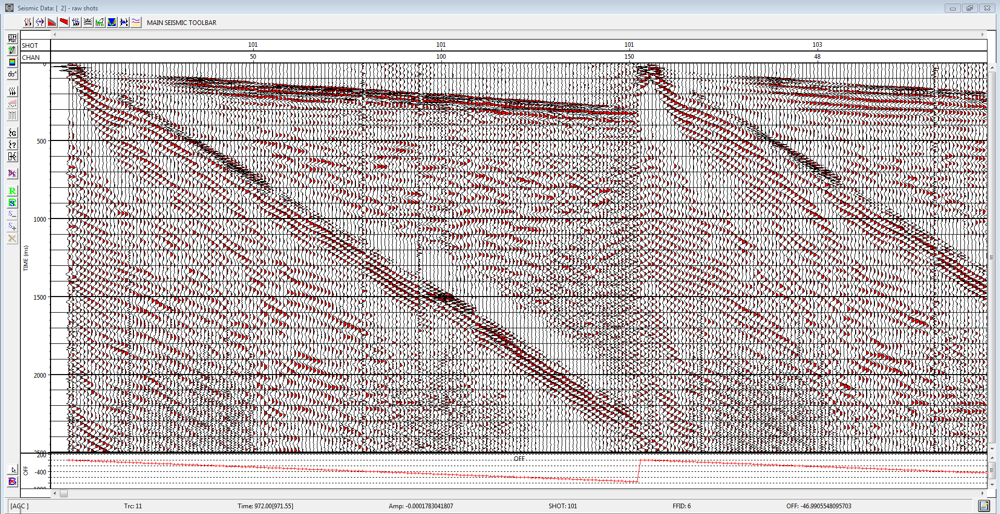 Seismic Data: [ 2] - raw shots
MAIN SEISMIC TOOLBAR
SHOT 101 101 101 103
CHAN 50 100 150 48
0
500
1000
1500
2000
2500
TIME (ms)
200
-400
OFF
OFF
[AGC ] Trc: 11 Time: 972.00[971.55] Amp: -0.0001783041807 SHOT: 101 FFID: 6 OFF: -46.9905548095703